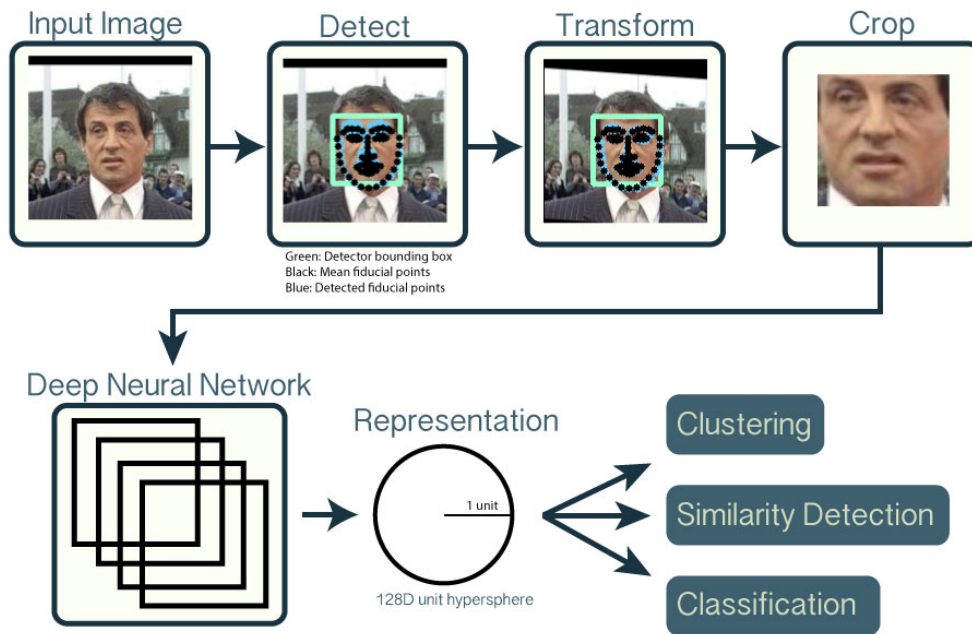 Input Image
Detect
Transform
Crop
Green: Detector bounding box
Black: Mean fiducial points
Blue: Detected fiducial points
Deep Neural Network
Representation
1 unit
128D unit hypersphere
Clustering
Similarity Detection
Classification